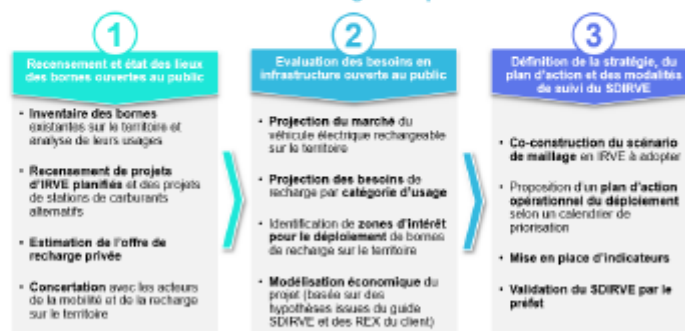 1
Recensement et état des lieux
des bornes ouvertes au public
• Inventaire des bornes
existantes sur le territoire et
analyse de leurs usages
• Recensement de projets
d'IRVE planifiés et des projets
de stations de carburants
alternatifs
• Estimation de l'offre de
recharge privée
• Concertation avec les acteurs
de la mobilité et de la recharge
sur le territoire
2
Evaluation des besoins en
infrastructure ouverte au public
• Projection du marché du
véhicule électrique rechargeable
sur le territoire
• Projection des besoins de
recharge par catégorie d'usage
• Identification de zones d'intérêt
pour le déploiement de bornes
de recharge sur le territoire
• Modélisation économique du
projet (basée sur des
hypothèses issues du guide
SDIRVE et des REX du client)
3
Définition de la stratégie, du
plan d'action et des modalités
de suivi du SDIRVE
• Co-construction du scénario
de maillage en IRVE à adopter
• Proposition d'un plan d'action
opérationnel du déploiement
selon un calendrier de
priorisation
• Mise en place d'indicateurs
• Validation du SDIRVE par le
préfet